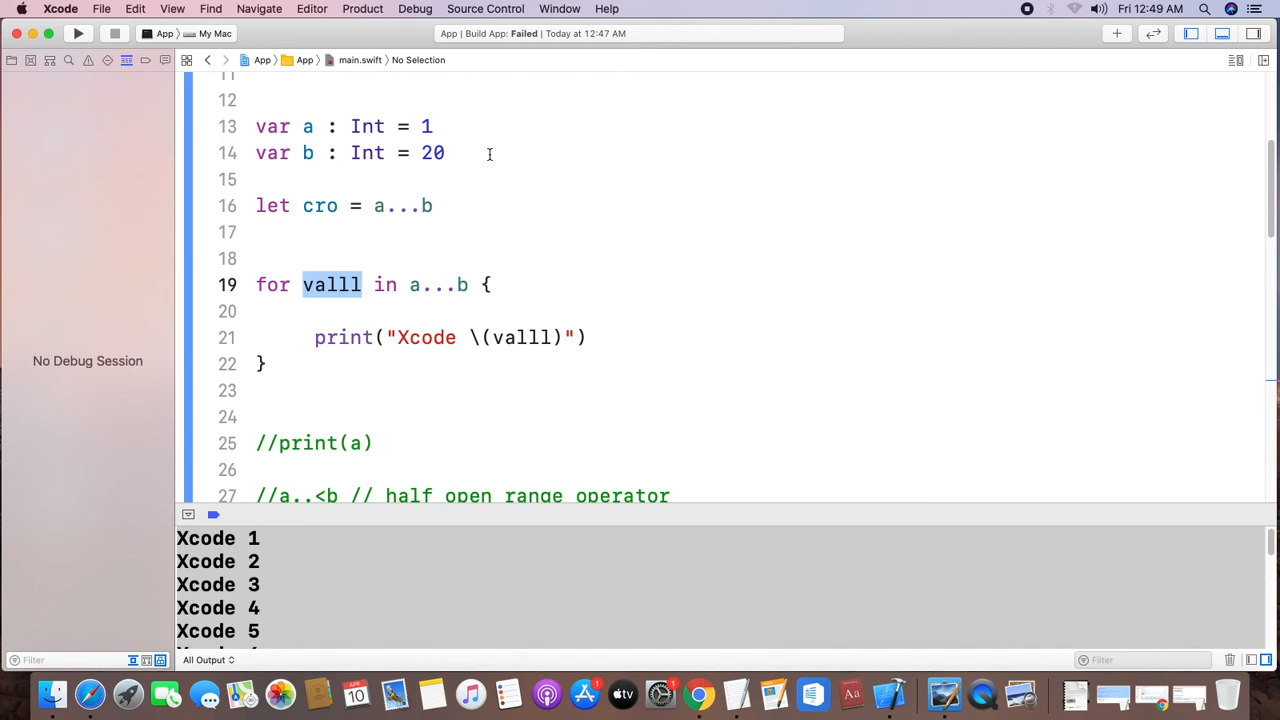 Xcode File Edit View Find Navigate Editor Product Debug Source Control Window Help Fri 12:49 AM
App My Mac App | Build App: Failed | Today at 12:47 AM
App App main.swift No Selection
11
12
13 var a : Int = 1
14 var b : Int = 20
15
16 let cro = a...b
17
18
19 for valll in a...b {
20
21 print("Xcode \(valll)")
22 }
23
24
25 //print(a)
26
27 //a..<b // half open range operator
No Debug Session
Xcode 1
Xcode 2
Xcode 3
Xcode 4
Xcode 5
Filter All Output Filter